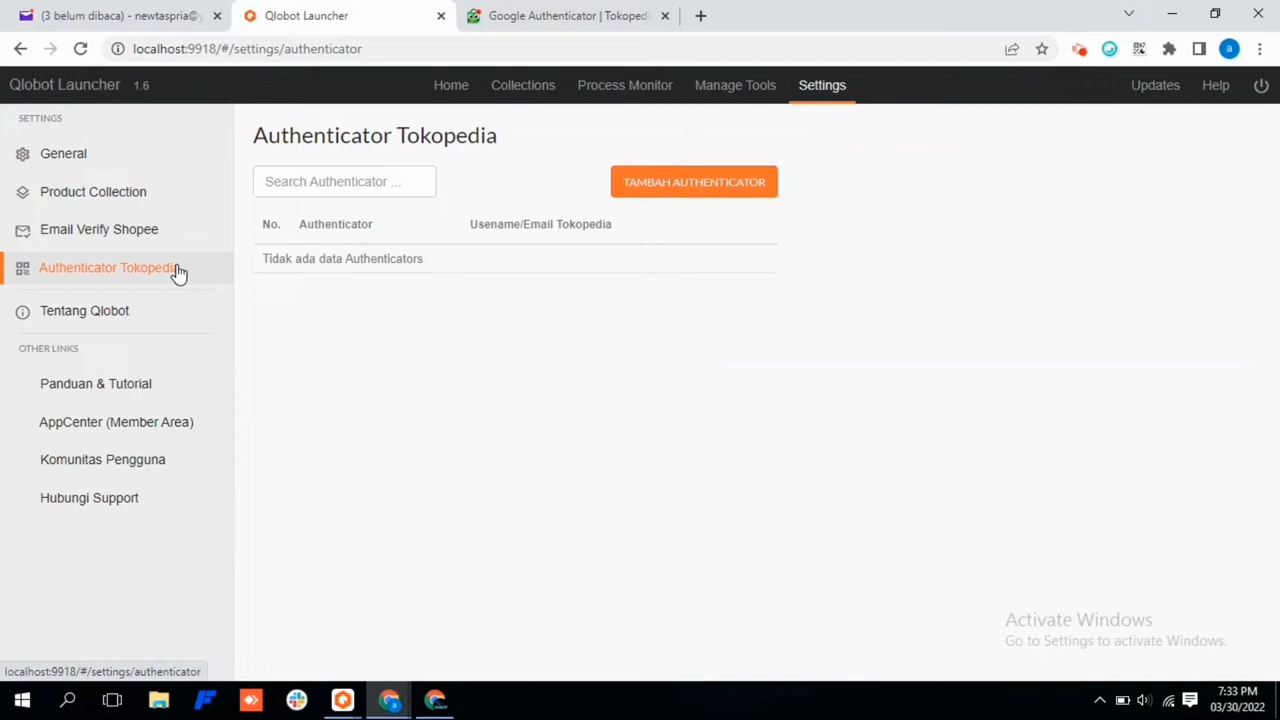 (3 belum dibaca) - newtaspria@y
Qlobot Launcher
Google Authenticator | Tokopedi
localhost:9918/#/settings/authenticator
a
Qlobot Launcher 1.6
Home
Collections
Process Monitor
Manage Tools
Settings
Updates
Help
SETTINGS
General
Product Collection
Email Verify Shopee
Authenticator Tokopedi
Tentang Qlobot
OTHER LINKS
Panduan & Tutorial
AppCenter (Member Area)
Komunitas Pengguna
Hubungi Support
Authenticator Tokopedia
Search Authenticator ...
TAMBAH AUTHENTICATOR
No. Authenticator Usename/Email Tokopedia
Tidak ada data Authenticators
Activate Windows
Go to Settings to activate Windows.
localhost:9918/#/settings/authenticator
7:33 PM
03/30/2022